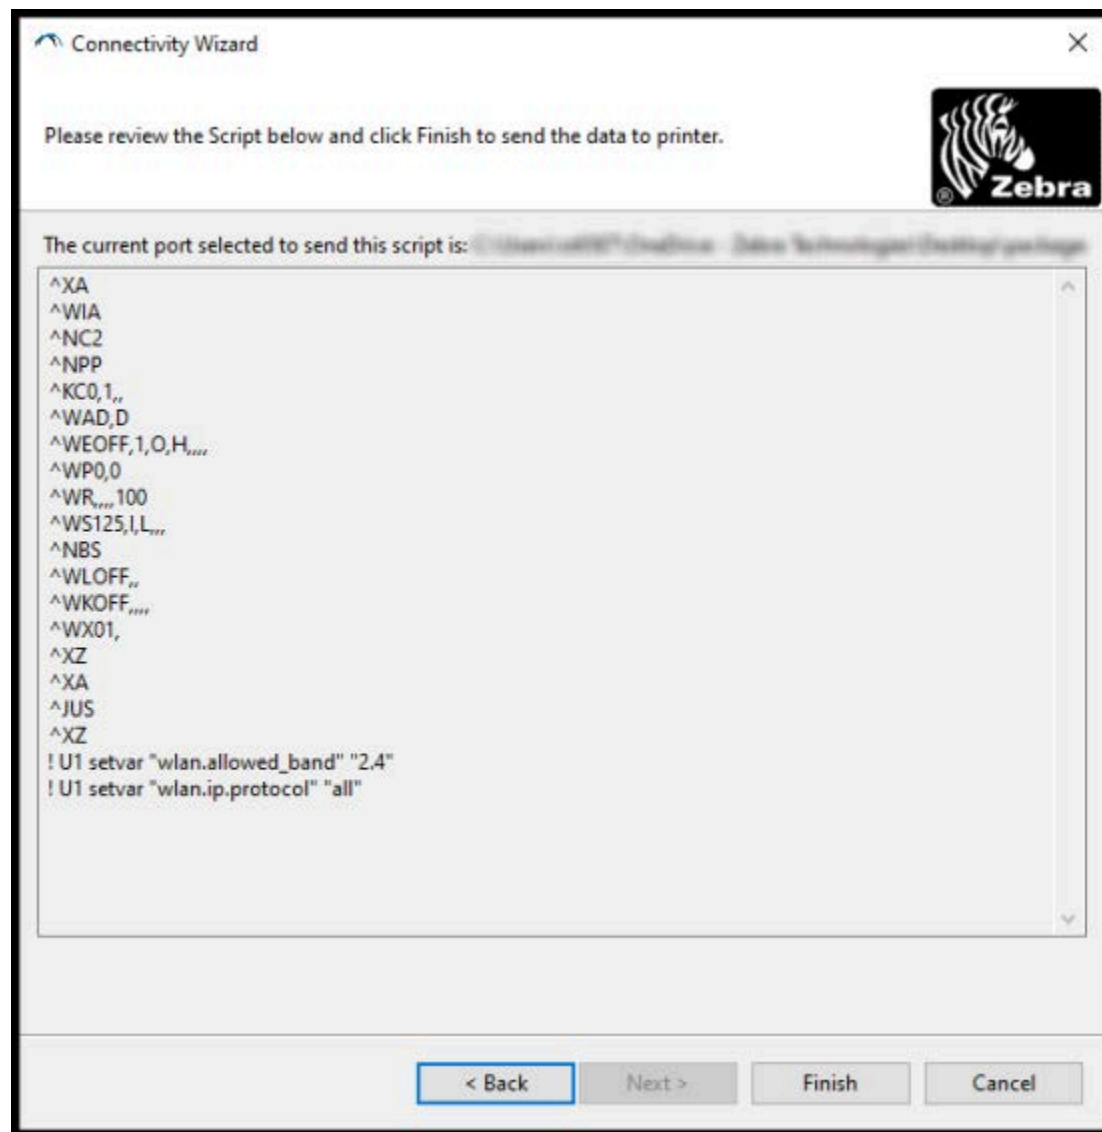 Connectivity Wizard
Please review the Script below and click Finish to send the data to printer.
® Zebra
The current port selected to send this script is:
^XA
^WIA
^NC2
^NPP
^KC0,1,,
^WAD,D
^WEOFF,1,O,H,,,,
^WP0,0
^WR,,,,100
^WS125,I,L,,,
^NBS
^WLOFF,,
^WKOFF,,,,
^WX01,
^XZ
^XA
^JUS
^XZ
! U1 setvar "wlan.allowed_band" "2.4"
! U1 setvar "wlan.ip.protocol" "all"
< Back Next > Finish Cancel